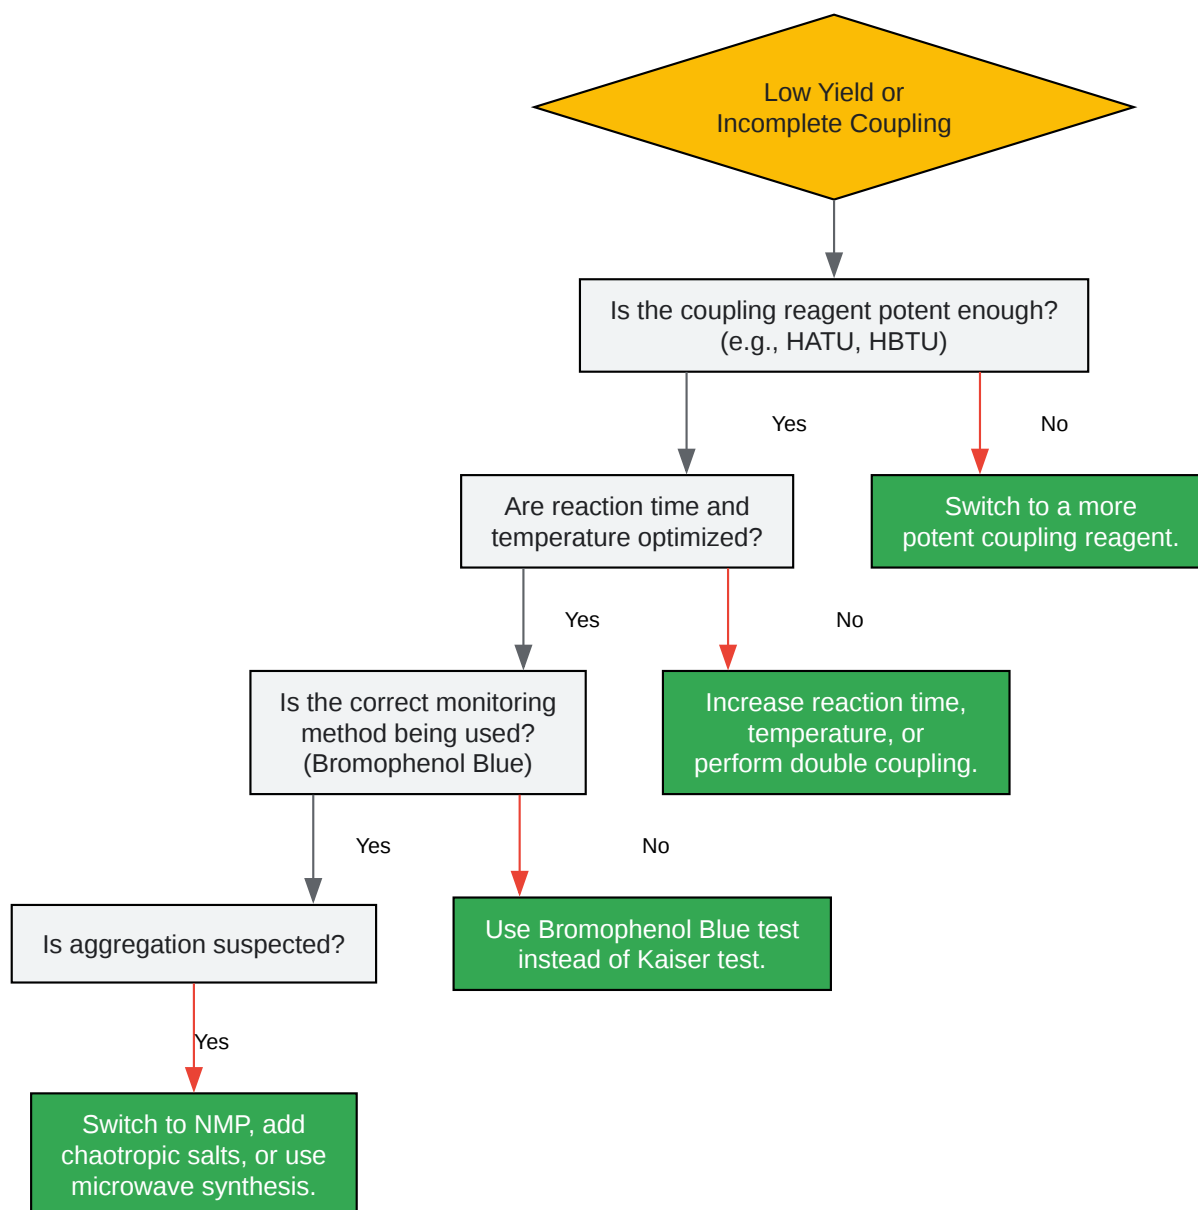 Low Yield or
Incomplete Coupling
Is the coupling reagent potent enough?
(e.g., HATU, HBTU)
Yes
No
Are reaction time and
temperature optimized?
Switch to a more
potent coupling reagent.
Yes
No
Is the correct monitoring
method being used?
(Bromophenol Blue)
Increase reaction time,
temperature, or
perform double coupling.
Yes
No
Is aggregation suspected?
Use Bromophenol Blue test
instead of Kaiser test.
Yes
Switch to NMP, add
chaotropic salts, or use
microwave synthesis.